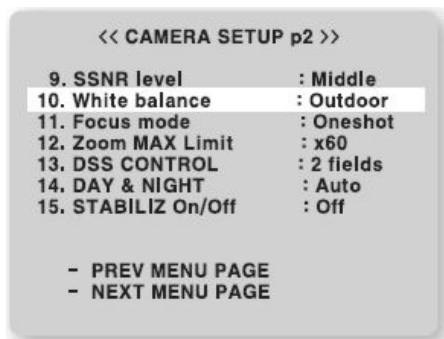 << CAMERA SETUP p2 >>
9. SSNR level : Middle
10. White balance : Outdoor
11. Focus mode : Oneshot
12. Zoom MAX Limit : x60
13. DSS CONTROL : 2 fields
14. DAY & NIGHT : Auto
15. STABILIZ On/Off : Off
- PREV MENU PAGE
- NEXT MENU PAGE